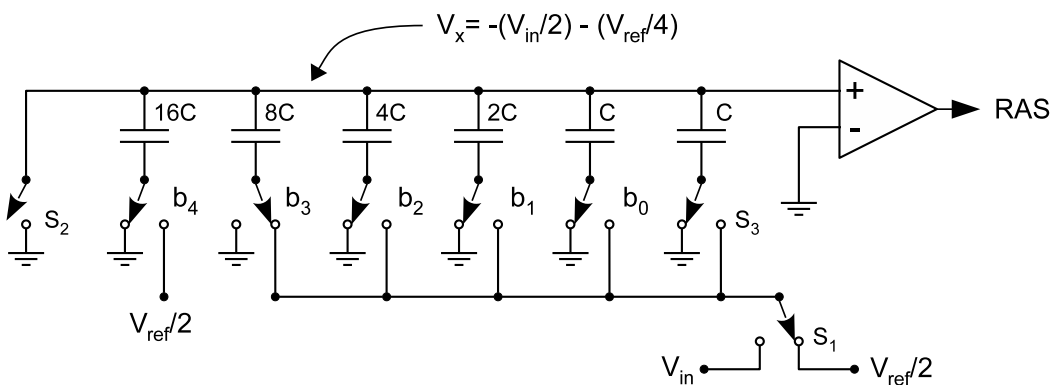 Vₓ= -(Vᵢₙ/2) - (Vᵣₑf/4)
16C 8C 4C 2C C C
+
-
RAS
S₂ b₄ b₃ b₂ b₁ b₀ S₃
Vᵣₑf/2
S₁
Vᵢₙ Vᵣₑf/2